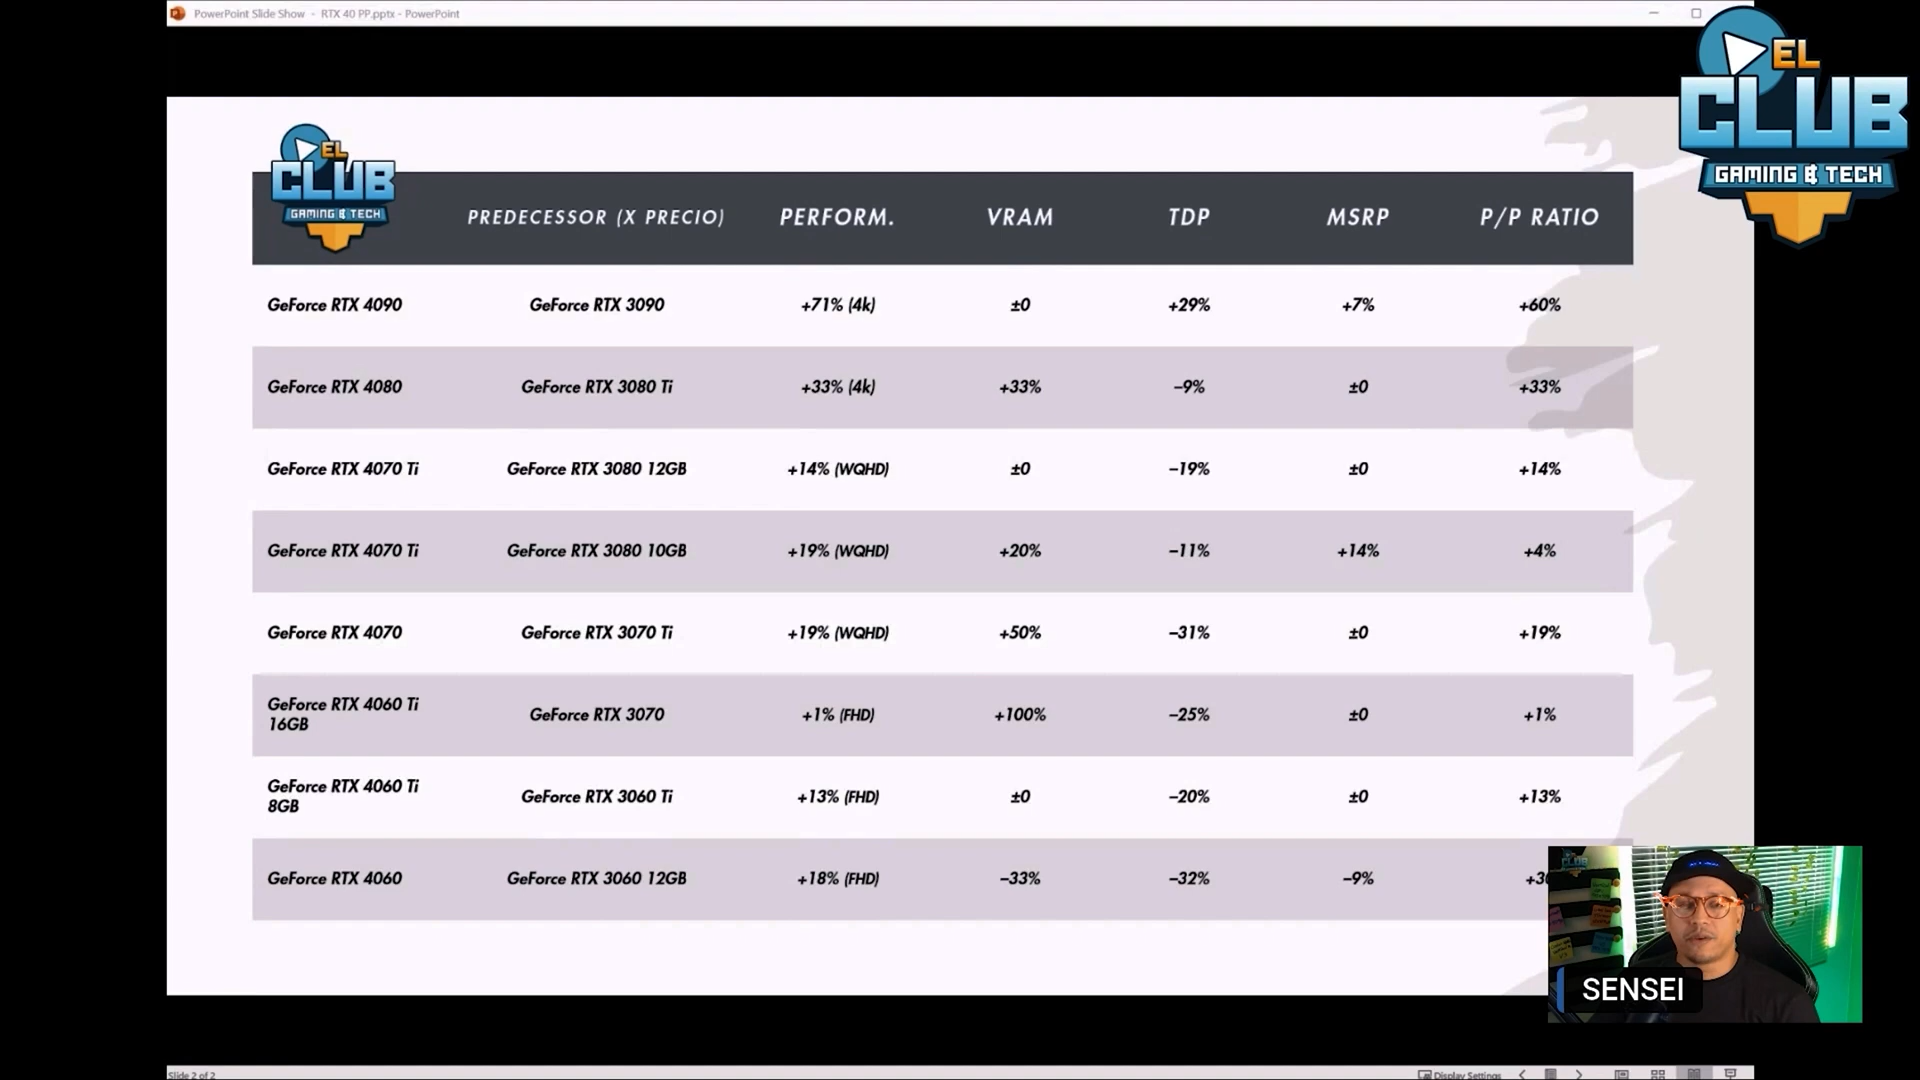 PowerPoint Slide Show - RTX 40 PP.pptx - PowerPoint
EL
CLUB
GAMING & TECH
EL
CLUB
GAMING & TECH
PREDECESSOR (X PRECIO) PERFORM. VRAM TDP MSRP P/P RATIO
GeForce RTX 4090 GeForce RTX 3090 +71% (4k) ±0 +29% +7% +60%
GeForce RTX 4080 GeForce RTX 3080 Ti +33% (4k) +33% –9% ±0 +33%
GeForce RTX 4070 Ti GeForce RTX 3080 12GB +14% (WQHD) ±0 –19% ±0 +14%
GeForce RTX 4070 Ti GeForce RTX 3080 10GB +19% (WQHD) +20% –11% +14% +4%
GeForce RTX 4070 GeForce RTX 3070 Ti +19% (WQHD) +50% –31% ±0 +19%
GeForce RTX 4060 Ti
16GB GeForce RTX 3070 +1% (FHD) +100% –25% ±0 +1%
GeForce RTX 4060 Ti
8GB GeForce RTX 3060 Ti +13% (FHD) ±0 –20% ±0 +13%
GeForce RTX 4060 GeForce RTX 3060 12GB +18% (FHD) –33% –32% –9%
CLUB
SENSEI
Slide 2 of 2 Display Settings